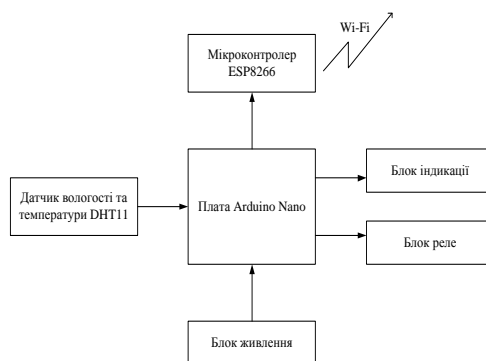 Wi-Fi
Мікроконтролер
ESP8266
Датчик вологості та
температури DHT11
Плата Arduino Nano
Блок індикації
Блок реле
Блок живлення